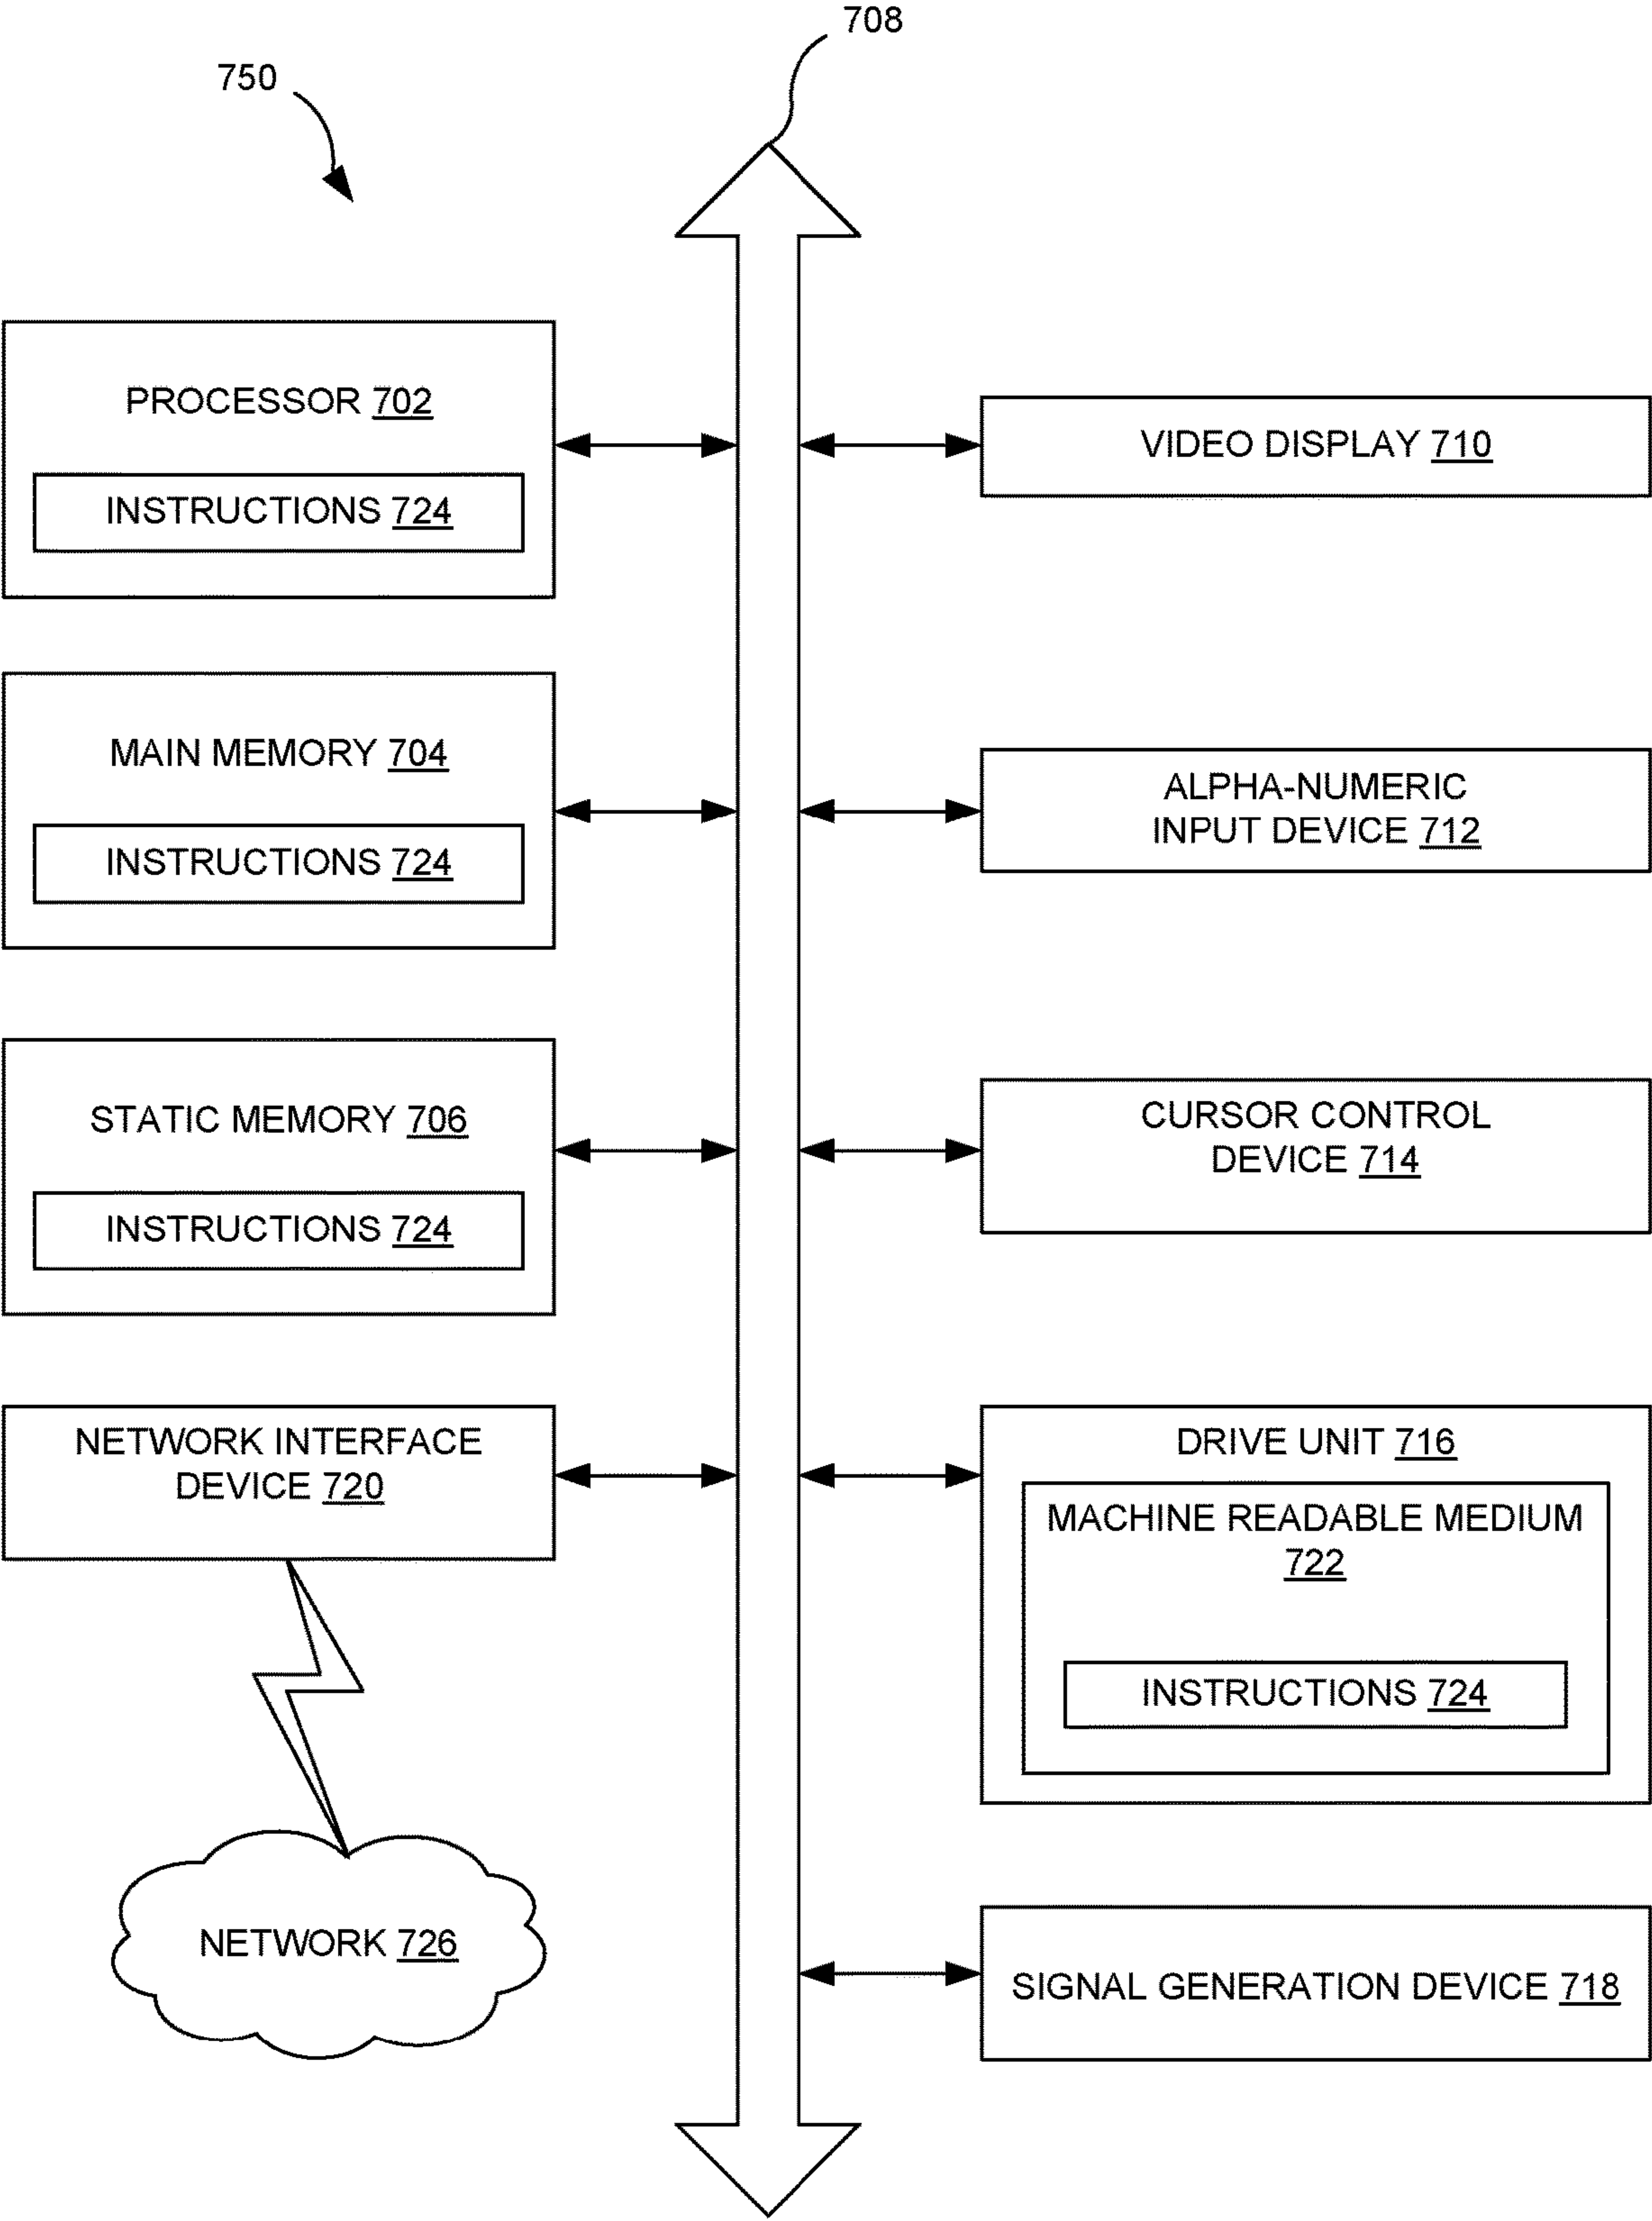 708
750
PROCESSOR 702
INSTRUCTIONS 724
MAIN MEMORY 704
INSTRUCTIONS 724
STATIC MEMORY 706
INSTRUCTIONS 724
NETWORK INTERFACE
DEVICE 720
NETWORK 726
VIDEO DISPLAY 710
ALPHA-NUMERIC
INPUT DEVICE 712
CURSOR CONTROL
DEVICE 714
DRIVE UNIT 716
MACHINE READABLE MEDIUM
722
INSTRUCTIONS 724
SIGNAL GENERATION DEVICE 718